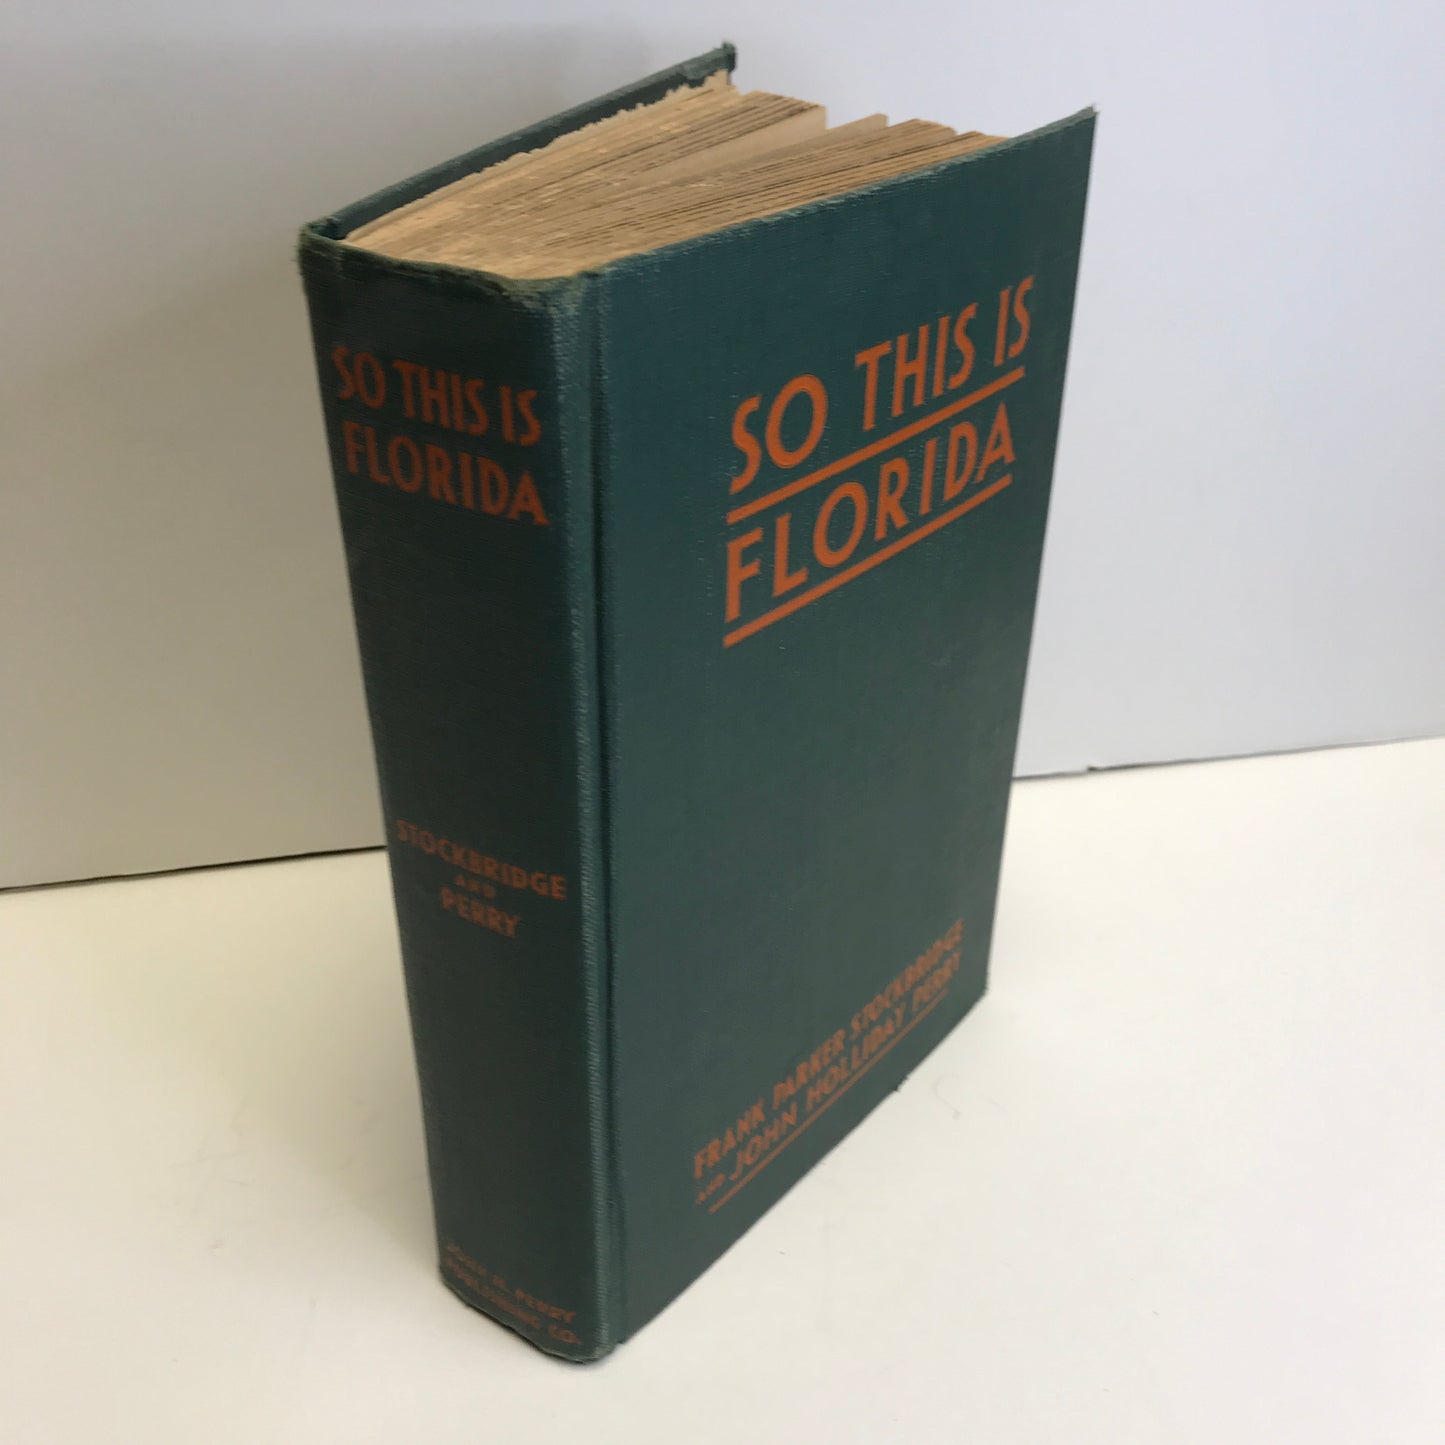 SO THIS IS
FLORIDA
STOCKBRIDGE
AND
PERRY
JOHN H. PERRY
PUBLISHING CO.
SO THIS IS
FLORIDA
FRANK PARKER STOCKBRIDGE
AND JOHN HOLLIDAY PERRY